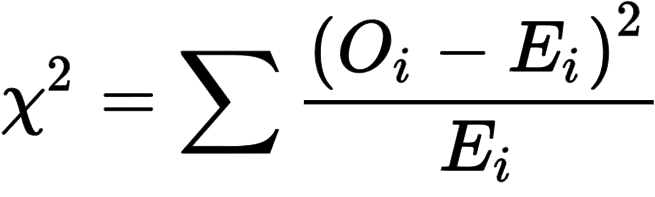 χ² = ∑ (Oᵢ − Eᵢ)² / Eᵢ